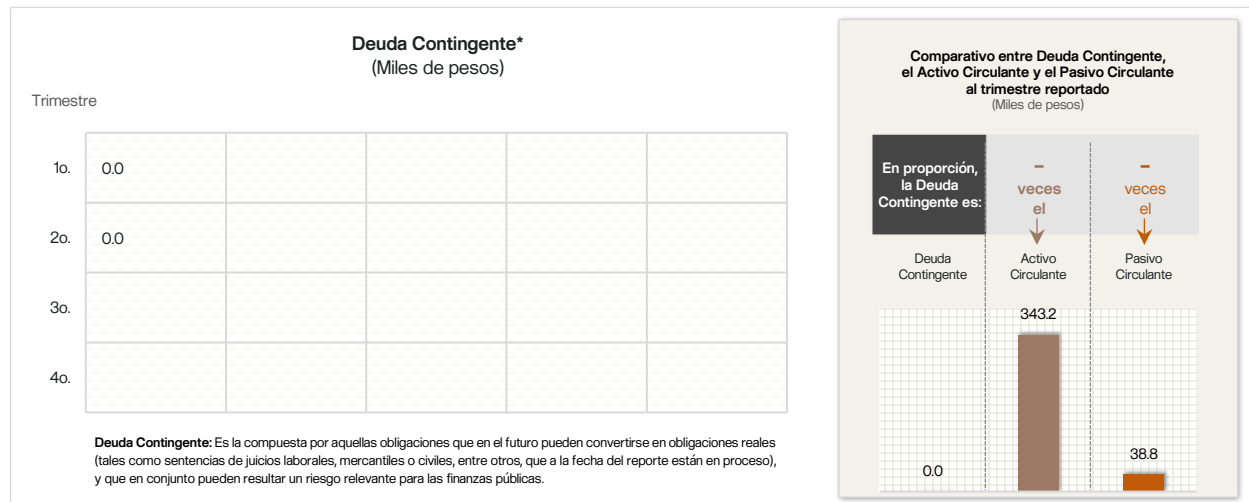 Deuda Contingente*
(Miles de pesos)
Trimestre
1o. 0.0
2o. 0.0
3o.
4o.
Deuda Contingente: Es la compuesta por aquellas obligaciones que en el futuro pueden convertirse en obligaciones reales
(tales como sentencias de juicios laborales, mercantiles o civiles, entre otros, que a la fecha del reporte están en proceso),
y que en conjunto pueden resultar un riesgo relevante para las finanzas públicas.
Comparativo entre Deuda Contingente,
el Activo Circulante y el Pasivo Circulante
al trimestre reportado
(Miles de pesos)
En proporción,
la Deuda
Contingente es:
–
veces
el
–
veces
el
Deuda
Contingente
Activo
Circulante
Pasivo
Circulante
0.0
343.2
38.8